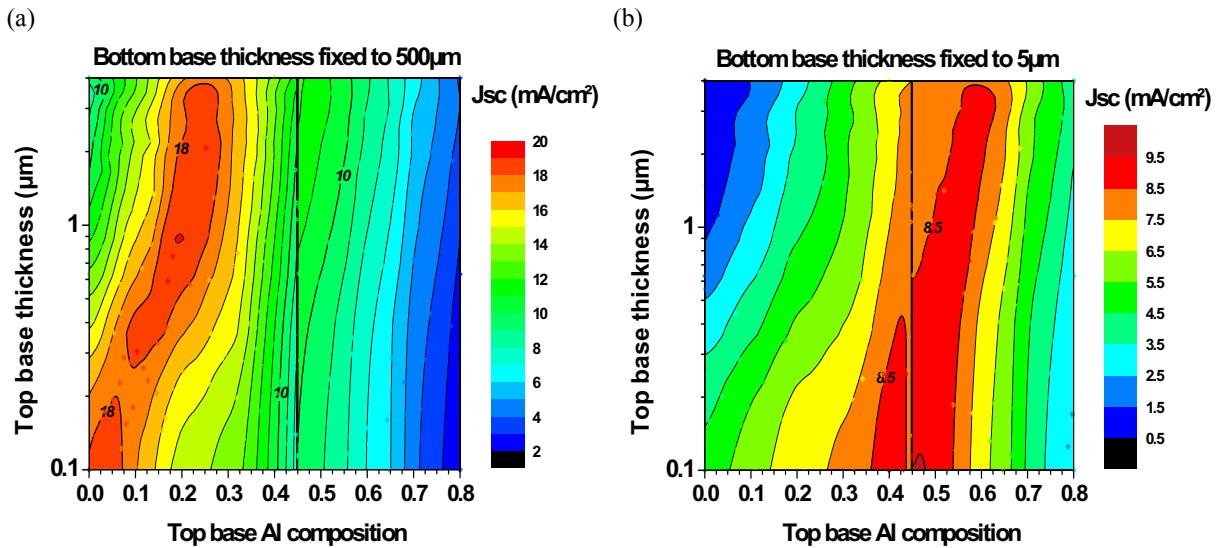 (a)
Bottom base thickness fixed to 500µm
Jsc (mA/cm²)
10
18
10
10
18
20
18
16
14
12
10
8
6
4
2
1
0.1
Top base thickness (µm)
0.0 0.1 0.2 0.3 0.4 0.5 0.6 0.7 0.8
Top base Al composition
(b)
Bottom base thickness fixed to 5µm
Jsc (mA/cm²)
8.5
8.5
9.5
8.5
7.5
6.5
5.5
4.5
3.5
2.5
1.5
0.5
1
0.1
Top base thickness (µm)
0.0 0.1 0.2 0.3 0.4 0.5 0.6 0.7 0.8
Top base Al composition